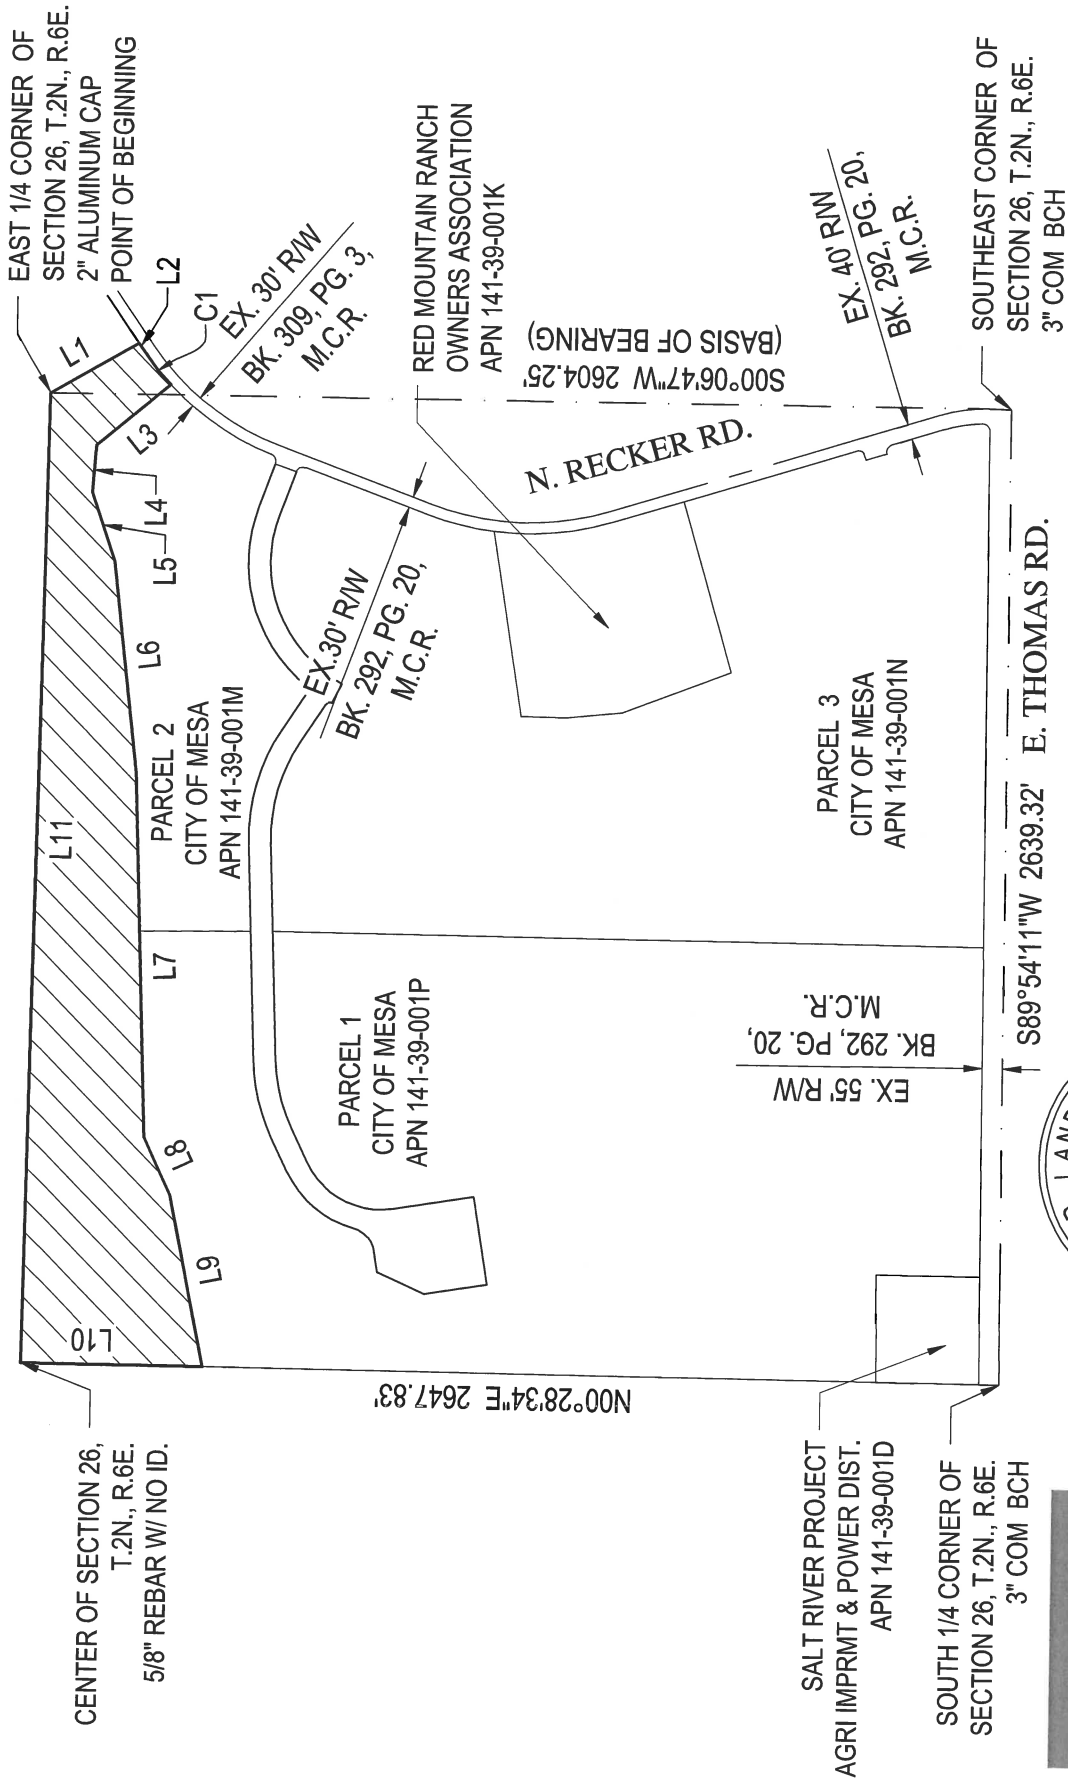 EAST 1/4 CORNER OF
SECTION 26, T.2N., R.6E.
2" ALUMINUM CAP
POINT OF BEGINNING
L1
L2
C1
L3
L4
L5
L6
L7
L8
L9
L10
L11
EX. 30' R/W
BK. 309, PG. 3,
M.C.R.
RED MOUNTAIN RANCH
OWNERS ASSOCIATION
APN 141-39-001K
S00°06'47"W 2604.25'
(BASIS OF BEARING)
N. RECKER RD.
EX. 40' R/W
BK. 292, PG. 20,
M.C.R.
SOUTHEAST CORNER OF
SECTION 26, T.2N., R.6E.
3" COM BCH
EX.30' R/W
BK. 292, PG. 20,
M.C.R.
PARCEL 2
CITY OF MESA
APN 141-39-001M
PARCEL 3
CITY OF MESA
APN 141-39-001N
PARCEL 1
CITY OF MESA
APN 141-39-001P
EX. 55' R/W
BK. 292, PG. 20,
M.C.R.
S89°54'11"W 2639.32' E. THOMAS RD.
N00°28'34"E 2647.83'
CENTER OF SECTION 26,
T.2N., R.6E.
5/8" REBAR W/ NO ID.
SALT RIVER PROJECT
AGRI IMPRMT & POWER DIST.
APN 141-39-001D
SOUTH 1/4 CORNER OF
SECTION 26, T.2N., R.6E.
3" COM BCH
LAND